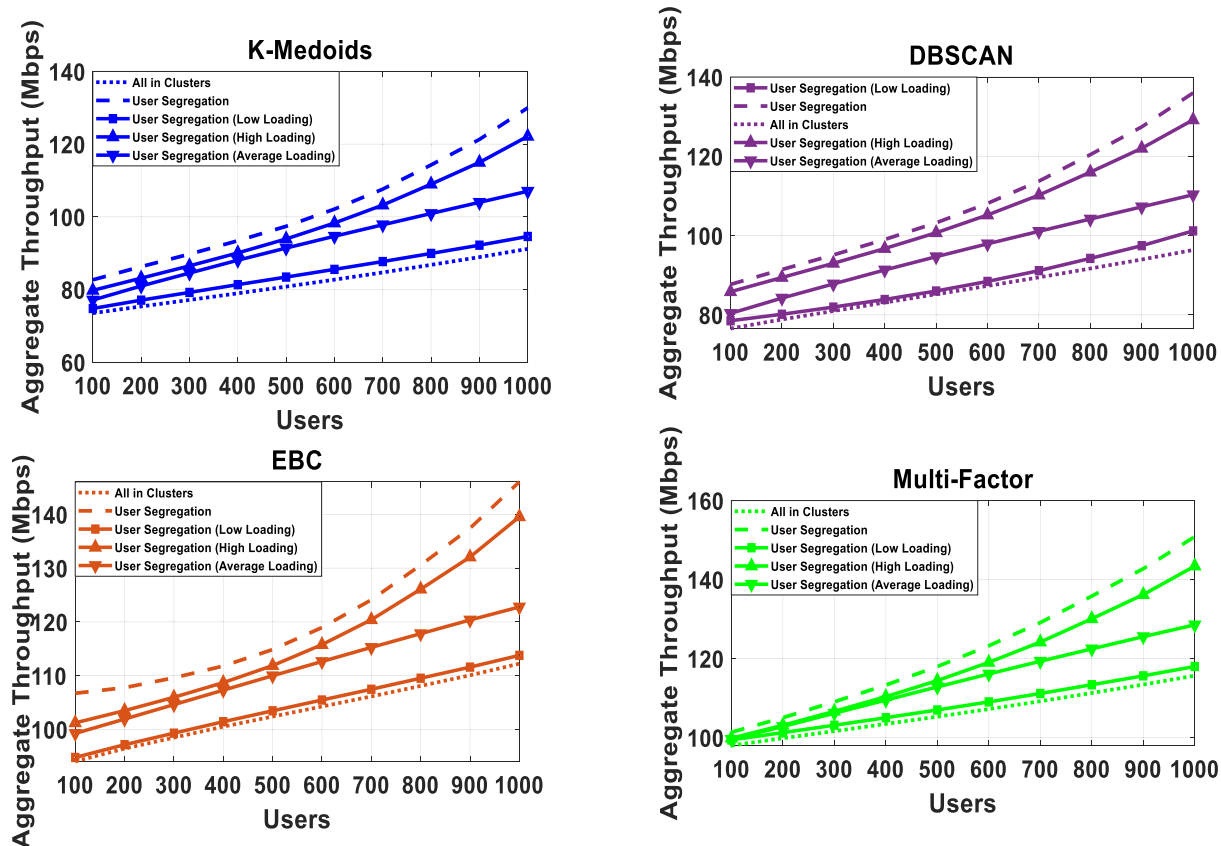 K-Medoids
Aggregate Throughput (Mbps)
140
120
100
80
60
All in Clusters
User Segregation
User Segregation (Low Loading)
User Segregation (High Loading)
User Segregation (Average Loading)
100 200 300 400 500 600 700 800 900 1000
Users
DBSCAN
Aggregate Throughput (Mbps)
140
120
100
80
User Segregation (Low Loading)
User Segregation
All in Clusters
User Segregation (High Loading)
User Segregation (Average Loading)
100 200 300 400 500 600 700 800 900 1000
Users
EBC
Aggregate Throughput (Mbps)
140
130
120
110
100
All in Clusters
User Segregation
User Segregation (Low Loading)
User Segregation (High Loading)
User Segregation (Average Loading)
100 200 300 400 500 600 700 800 900 1000
Users
Multi-Factor
Aggregate Throughput (Mbps)
160
140
120
100
All in Clusters
User Segregation
User Segregation (Low Loading)
User Segregation (High Loading)
User Segregation (Average Loading)
100 200 300 400 500 600 700 800 900 1000
Users